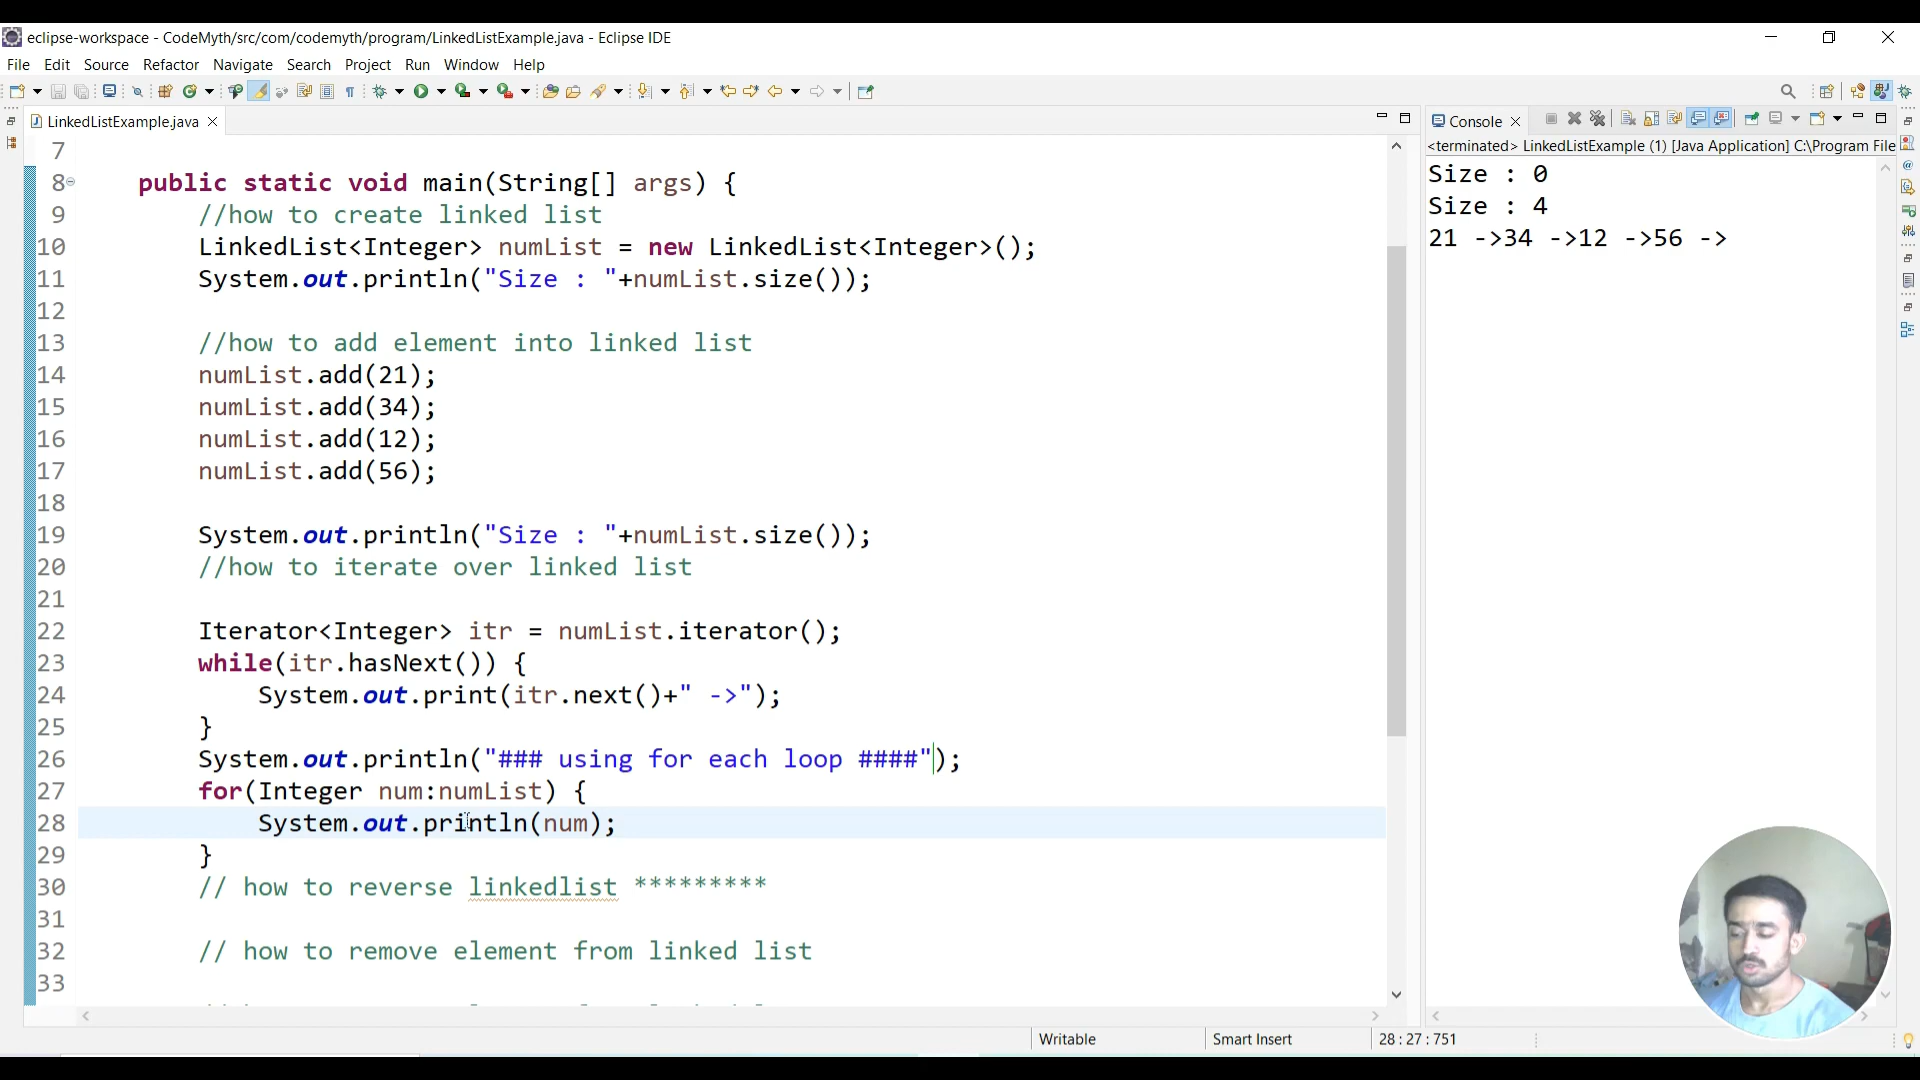 eclipse-workspace - CodeMyth/src/com/codemyth/program/LinkedListExample.java - Eclipse IDE
File Edit Source Refactor Navigate Search Project Run Window Help
LinkedListExample.java
7
8 public static void main(String[] args) {
9 //how to create linked list
10 LinkedList<Integer> numList = new LinkedList<Integer>();
11 System.out.println("Size : "+numList.size());
12
13 //how to add element into linked list
14 numList.add(21);
15 numList.add(34);
16 numList.add(12);
17 numList.add(56);
18
19 System.out.println("Size : "+numList.size());
20 //how to iterate over linked list
21
22 Iterator<Integer> itr = numList.iterator();
23 while(itr.hasNext()) {
24 System.out.print(itr.next()+" ->");
25 }
26 System.out.println("### using for each loop ####");
27 for(Integer num:numList) {
28 System.out.println(num);
29 }
30 // how to reverse linkedlist *********
31
32 // how to remove element from linked list
33
Console
<terminated> LinkedListExample (1) [Java Application] C:\Program File
Size : 0
Size : 4
21 ->34 ->12 ->56 ->
Writable Smart Insert 28 : 27 : 751